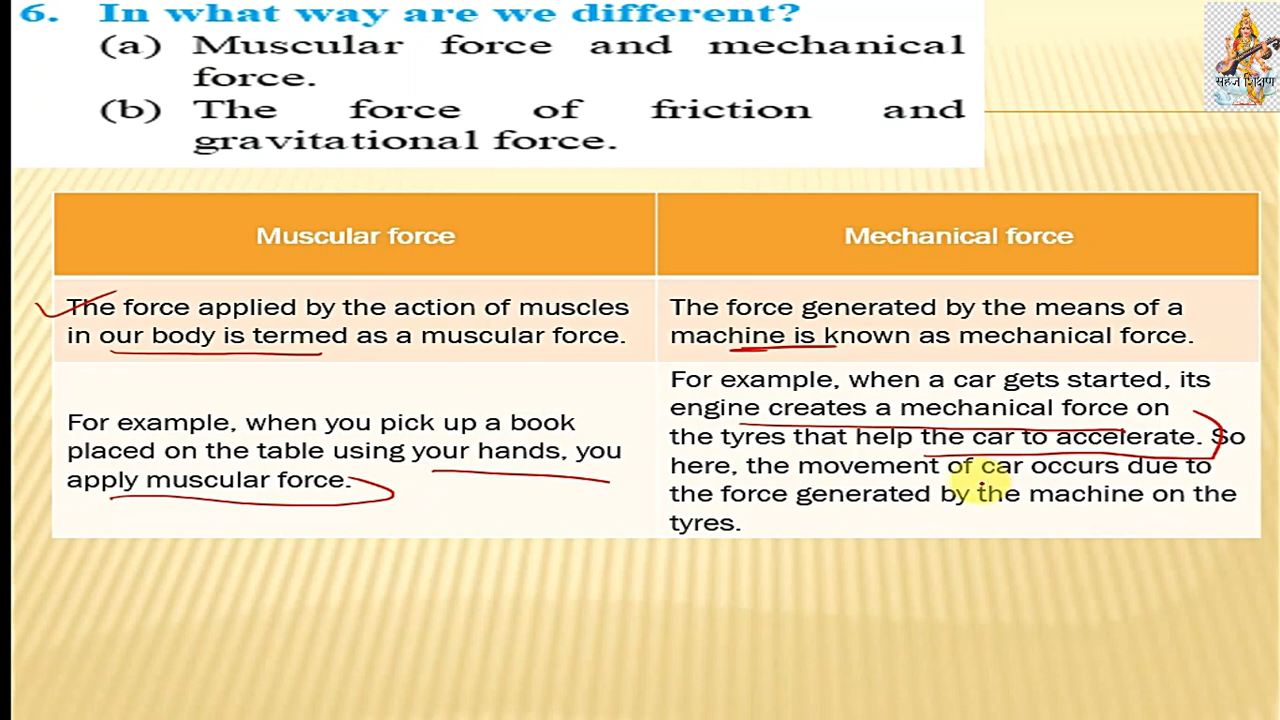 6. In what way are we different?
(a) Muscular force and mechanical
force.
(b) The force of friction and
gravitational force.
सहज शिक्षण
Muscular force
Mechanical force
The force applied by the action of muscles
in our body is termed as a muscular force.
The force generated by the means of a
machine is known as mechanical force.
For example, when you pick up a book
placed on the table using your hands, you
apply muscular force.
For example, when a car gets started, its
engine creates a mechanical force on
the tyres that help the car to accelerate. So
here, the movement of car occurs due to
the force generated by the machine on the
tyres.